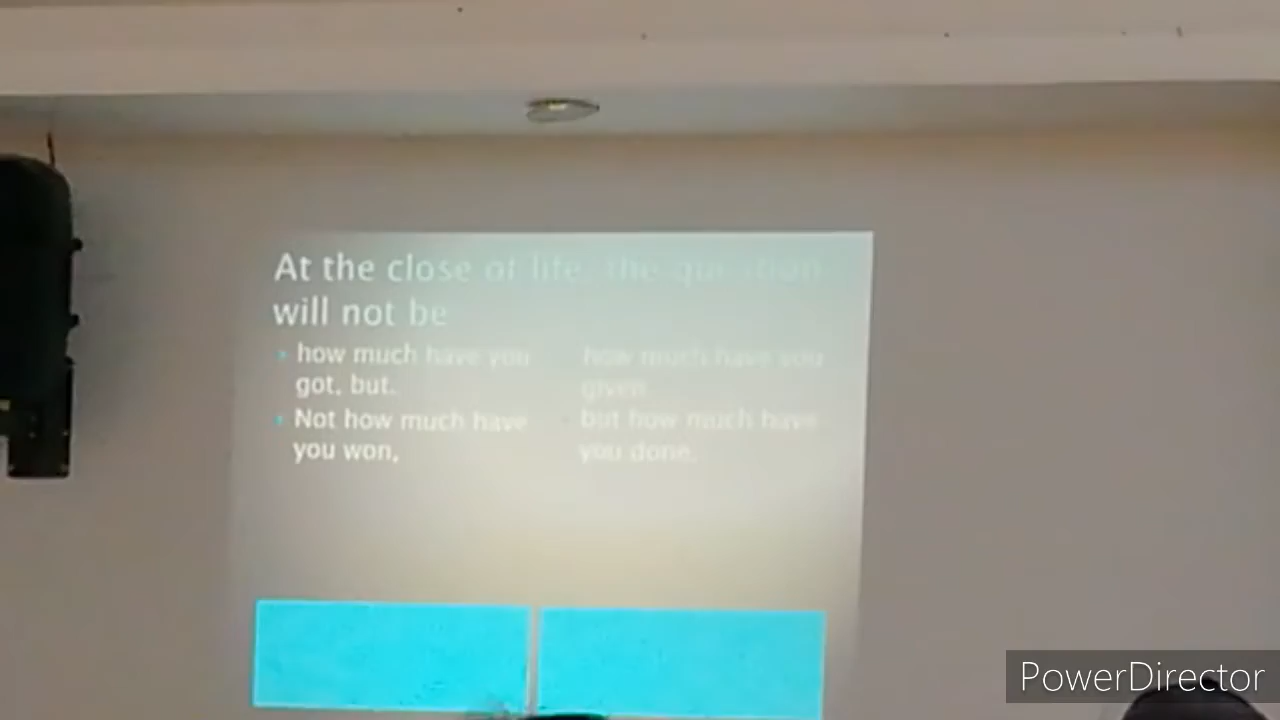 At the close of life, the question
will not be
how much have you
got, but.
Not how much have
you won,
how much have you
given
but how much have
you done.
PowerDirector